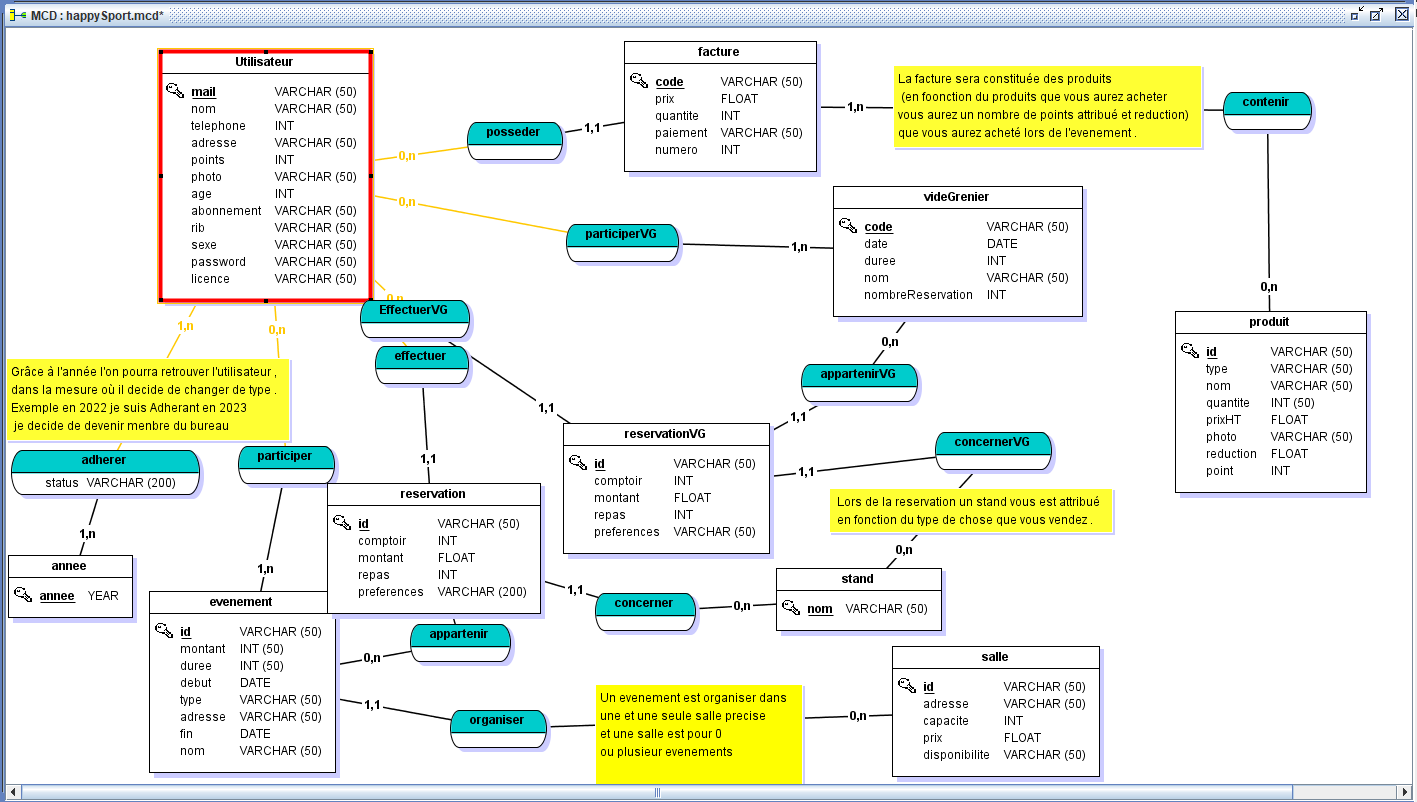 MCD : happySport.mcd*
Utilisateur
mail VARCHAR (50)
nom VARCHAR (50)
telephone INT
adresse VARCHAR (50)
points INT
photo VARCHAR (50)
age INT
abonnement VARCHAR (50)
rib VARCHAR (50)
sexe VARCHAR (50)
password VARCHAR (50)
licence VARCHAR (50)
0,n
posseder
1,1
facture
code VARCHAR (50)
prix FLOAT
quantite INT
paiement VARCHAR (50)
numero INT
1,n
La facture sera constituée des produits
(en foonction du produits que vous aurez acheter
vous aurez un nombre de points attribué et reduction)
que vous aurez acheté lors de l'evenement .
contenir
0,n
produit
id VARCHAR (50)
type VARCHAR (50)
nom VARCHAR (50)
quantite INT (50)
prixHT FLOAT
photo VARCHAR (50)
reduction FLOAT
point INT
0,n
participerVG
1,n
videGrenier
code VARCHAR (50)
date DATE
duree INT
nom VARCHAR (50)
nombreReservation INT
0,n
appartenirVG
1,1
0,n
EffectuerVG
effectuer
1,1
1,1
reservationVG
id VARCHAR (50)
comptoir INT
montant FLOAT
repas INT
preferences VARCHAR (50)
1,1
concernerVG
Lors de la reservation un stand vous est attribué
en fonction du type de chose que vous vendez .
0,n
stand
nom VARCHAR (50)
1,n
0,n
Grâce à l'année l'on pourra retrouver l'utilisateur ,
dans la mesure où il decide de changer de type .
Exemple en 2022 je suis Adherant en 2023
je decide de devenir menbre du bureau
adherer
status VARCHAR (200)
1,n
annee
annee YEAR
participer
1,n
reservation
id VARCHAR (50)
comptoir INT
montant FLOAT
repas INT
preferences VARCHAR (200)
1,1
concerner
0,n
evenement
id VARCHAR (50)
montant INT (50)
duree INT (50)
debut DATE
type VARCHAR (50)
adresse VARCHAR (50)
fin DATE
nom VARCHAR (50)
appartenir
0,n
1,1
organiser
Un evenement est organiser dans
une et une seule salle precise
et une salle est pour 0
ou plusieur evenements
0,n
salle
id VARCHAR (50)
adresse VARCHAR (50)
capacite INT
prix FLOAT
disponibilite VARCHAR (50)